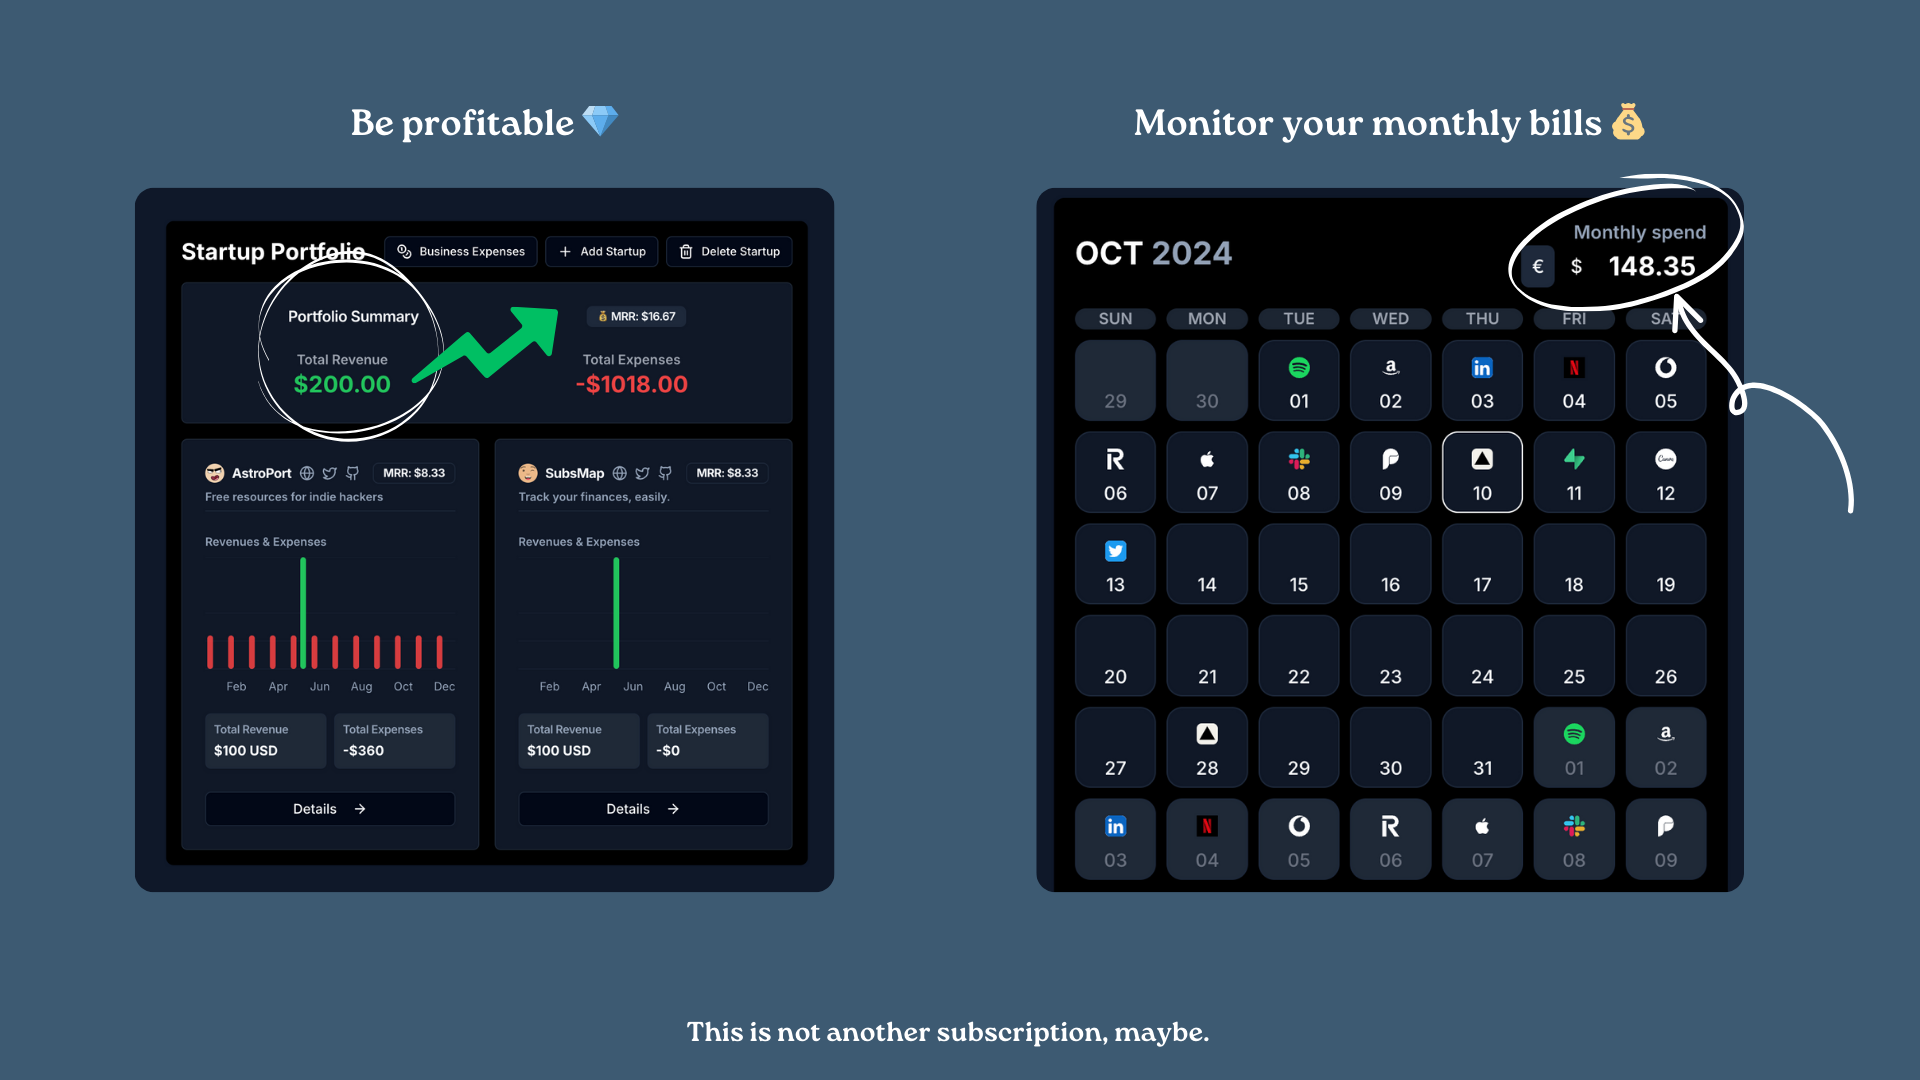 Be profitable
Monitor your monthly bills
Startup Portfolio
Business Expenses
Add Startup
Delete Startup
Portfolio Summary
MRR: $16.67
Total Revenue
$200.00
Total Expenses
-$1018.00
AstroPort
MRR: $8.33
Free resources for indie hackers
Revenues & Expenses
Feb Apr Jun Aug Oct Dec
Total Revenue
$100 USD
Total Expenses
-$360
Details
SubsMap
MRR: $8.33
Track your finances, easily.
Revenues & Expenses
Feb Apr Jun Aug Oct Dec
Total Revenue
$100 USD
Total Expenses
-$0
Details
OCT 2024
Monthly spend
€ $ 148.35
SUN MON TUE WED THU FRI SAT
29 30 01 02 03 04 05
06 07 08 09 10 11 12
13 14 15 16 17 18 19
20 21 22 23 24 25 26
27 28 29 30 31 01 02
03 04 05 06 07 08 09
This is not another subscription, maybe.